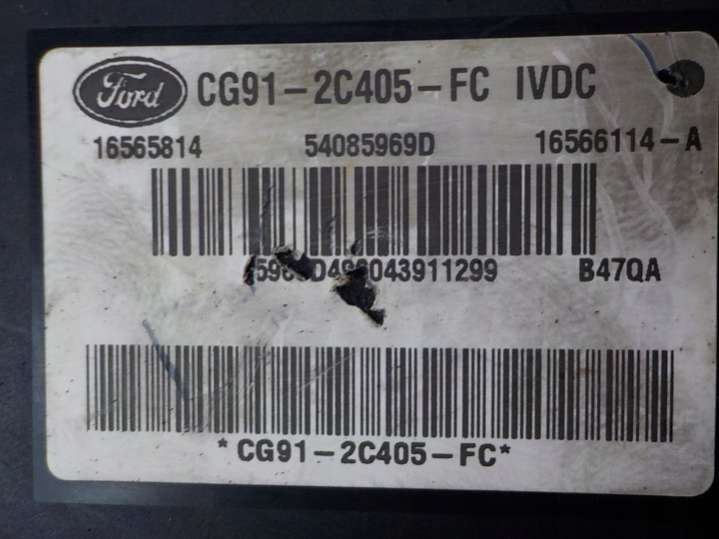 Ford CG91-2C405-FC IVDC
16565814 54085969D 16566114-A
B47QA
*CG91-2C405-FC*